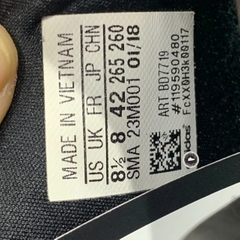 MADE IN VIETNAM
US UK FR JP CHN
8½ 8 42 265 260
SMA 23M001 01/18
ART BD7719
#119590480
FcXX0H3k00117
adidas